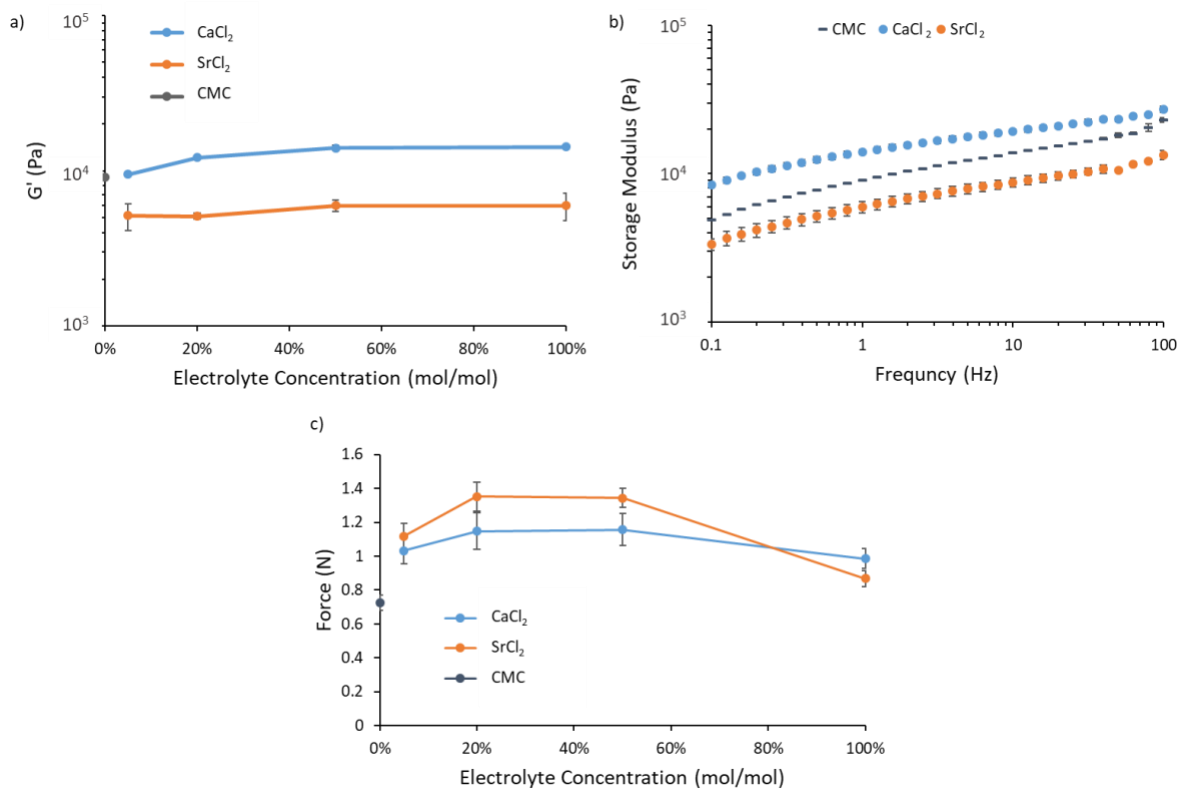 a)
10⁵
10⁴
10³
G' (Pa)
CaCl₂
SrCl₂
CMC
0% 20% 40% 60% 80% 100%
Electrolyte Concentration (mol/mol)
b)
CMC CaCl₂ SrCl₂
10⁵
10⁴
10³
Storage Modulus (Pa)
0.1 1 10 100
Frequncy (Hz)
c)
1.6
1.4
1.2
1
0.8
0.6
0.4
0.2
0
Force (N)
CaCl₂
SrCl₂
CMC
0% 20% 40% 60% 80% 100%
Electrolyte Concentration (mol/mol)